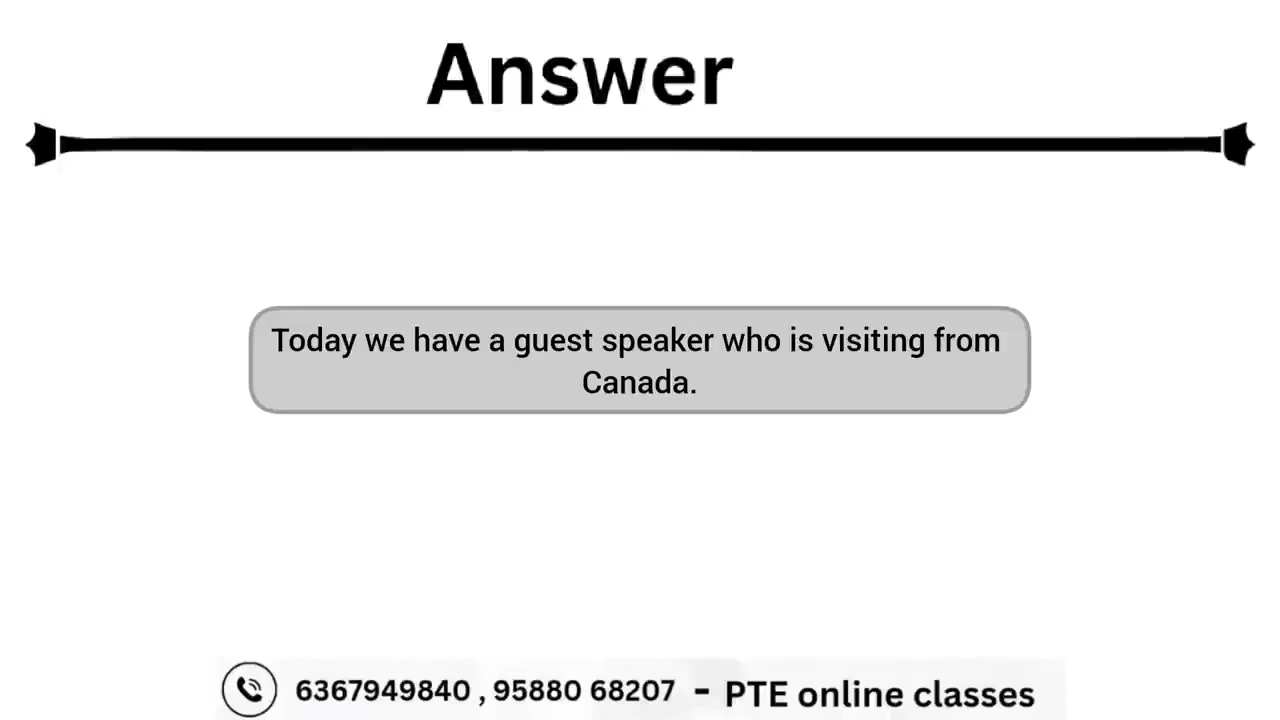 Answer
Today we have a guest speaker who is visiting from
Canada.
6367949840 , 95880 68207 - PTE online classes